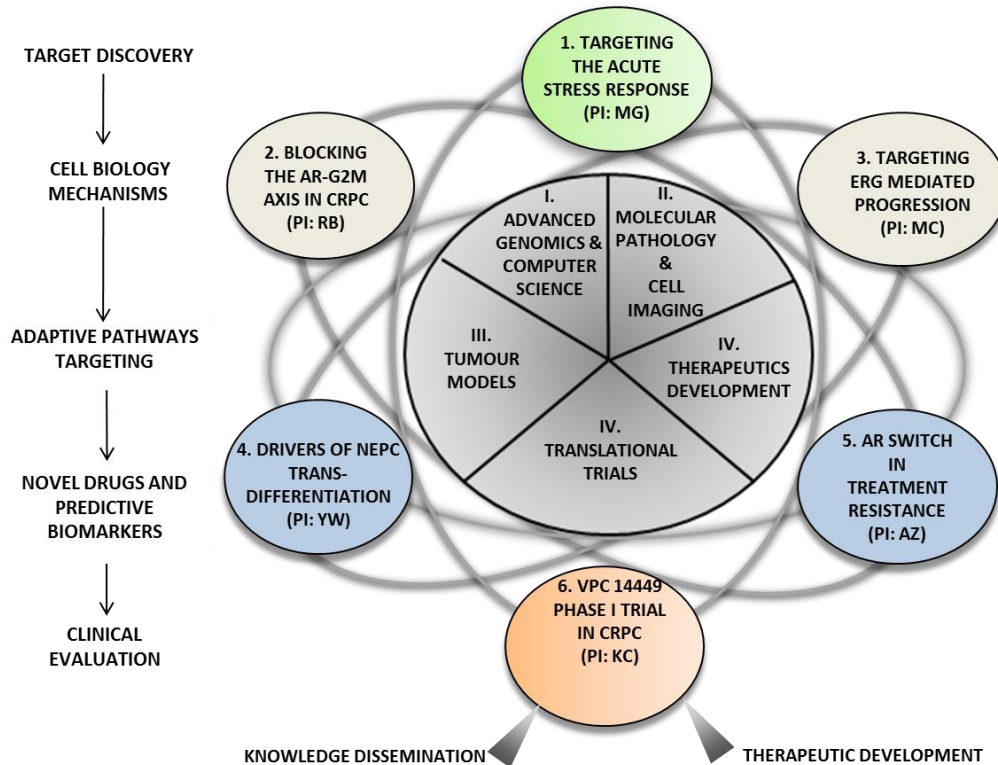 TARGET DISCOVERY
CELL BIOLOGY
MECHANISMS
ADAPTIVE PATHWAYS
TARGETING
NOVEL DRUGS AND
PREDICTIVE
BIOMARKERS
CLINICAL
EVALUATION
1. TARGETING
THE ACUTE
STRESS RESPONSE
(PI: MG)
2. BLOCKING
THE AR-G2M
AXIS IN CRPC
(PI: RB)
3. TARGETING
ERG MEDIATED
PROGRESSION
(PI: MC)
I.
ADVANCED
GENOMICS &
COMPUTER
SCIENCE
II.
MOLECULAR
PATHOLOGY
&
CELL
IMAGING
III.
TUMOUR
MODELS
IV.
THERAPEUTICS
DEVELOPMENT
IV.
TRANSLATIONAL
TRIALS
4. DRIVERS OF NEPC
TRANS-
DIFFERENTIATION
(PI: YW)
5. AR SWITCH
IN
TREATMENT
RESISTANCE
(PI: AZ)
6. VPC 14449
PHASE I TRIAL
IN CRPC
(PI: KC)
KNOWLEDGE DISSEMINATION
THERAPEUTIC DEVELOPMENT